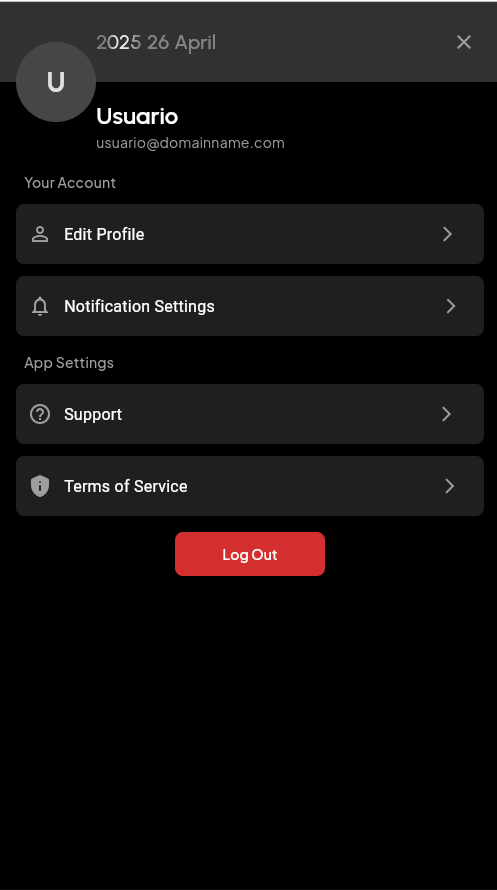 2025 26 April
U
Usuario
usuario@domainname.com
Your Account
Edit Profile
Notification Settings
App Settings
Support
Terms of Service
Log Out